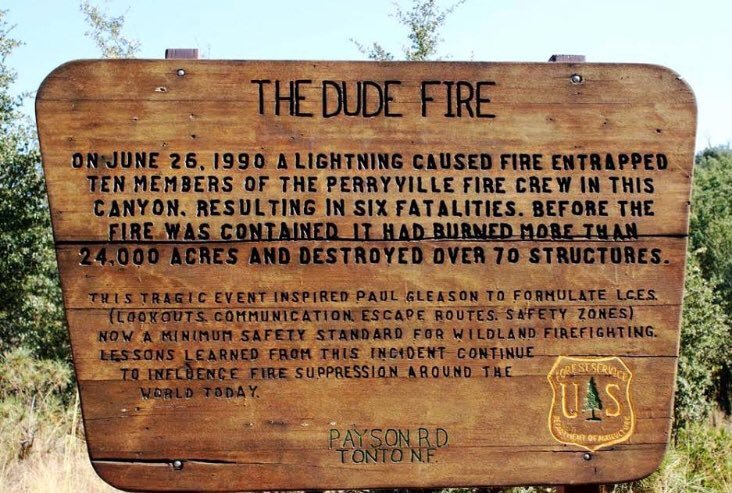 THE DUDE FIRE
ON JUNE 26, 1990 A LIGHTNING CAUSED FIRE ENTRAPPED
TEN MEMBERS OF THE PERRYVILLE FIRE CREW IN THIS
CANYON, RESULTING IN SIX FATALITIES. BEFORE THE
FIRE WAS CONTAINED IT HAD BURNED MORE THAN
24,000 ACRES AND DESTROYED OVER 70 STRUCTURES.
THIS TRAGIC EVENT INSPIRED PAUL GLEASON TO FORMULATE L.C.E.S.
(LOOKOUTS, COMMUNICATION, ESCAPE ROUTES, SAFETY ZONES)
NOW A MINIMUM SAFETY STANDARD FOR WILDLAND FIREFIGHTING.
LESSONS LEARNED FROM THIS INCIDENT CONTINUE
TO INFLUENCE FIRE SUPPRESSION AROUND THE
WORLD TODAY.
FOREST SERVICE
U S
DEPARTMENT OF AGRICULTURE
PAYSON R.D.
TONTO N.F.